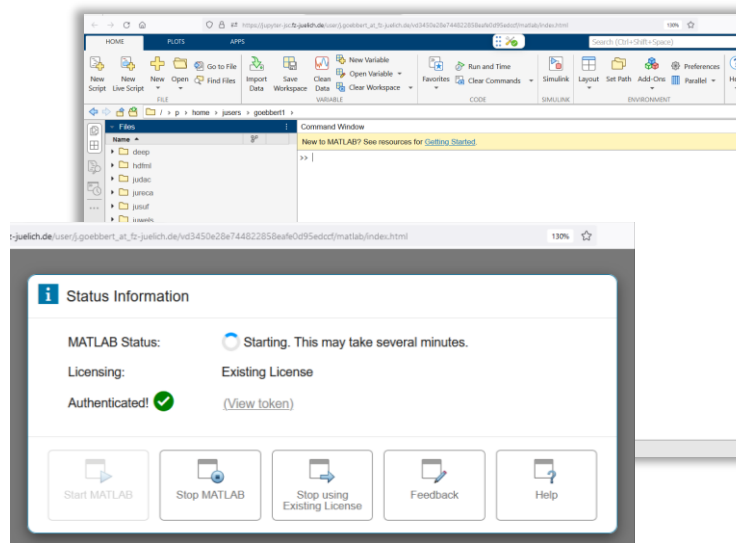 https://jupyter-jsc.fz-juelich.de/user/j.goebbert_at_fz-juelich.de/vd3450e28e744822858eafe0d95edccf/matlab/index.html
130%
HOME PLOTS APPS
Search (Ctrl+Shift+Space)
New Script
New Live Script
New
Open
Go to File
Find Files
Import Data
Save Workspace
Clean Data
New Variable
Open Variable
Clear Workspace
Favorites
Run and Time
Clear Commands
Simulink
Layout
Set Path
Add-Ons
Preferences
Parallel
FILE VARIABLE CODE SIMULINK ENVIRONMENT
/ > p > home > jusers > goebbert1 >
Files
Name
deep
hdfml
judac
jureca
jusuf
juwels
Command Window
New to MATLAB? See resources for Getting Started.
>>
z-juelich.de/user/j.goebbert_at_fz-juelich.de/vd3450e28e744822858eafe0d95edccf/matlab/index.html
130%
Status Information
MATLAB Status: Starting. This may take several minutes.
Licensing: Existing License
Authenticated! (View token)
Start MATLAB
Stop MATLAB
Stop using
Existing License
Feedback
Help